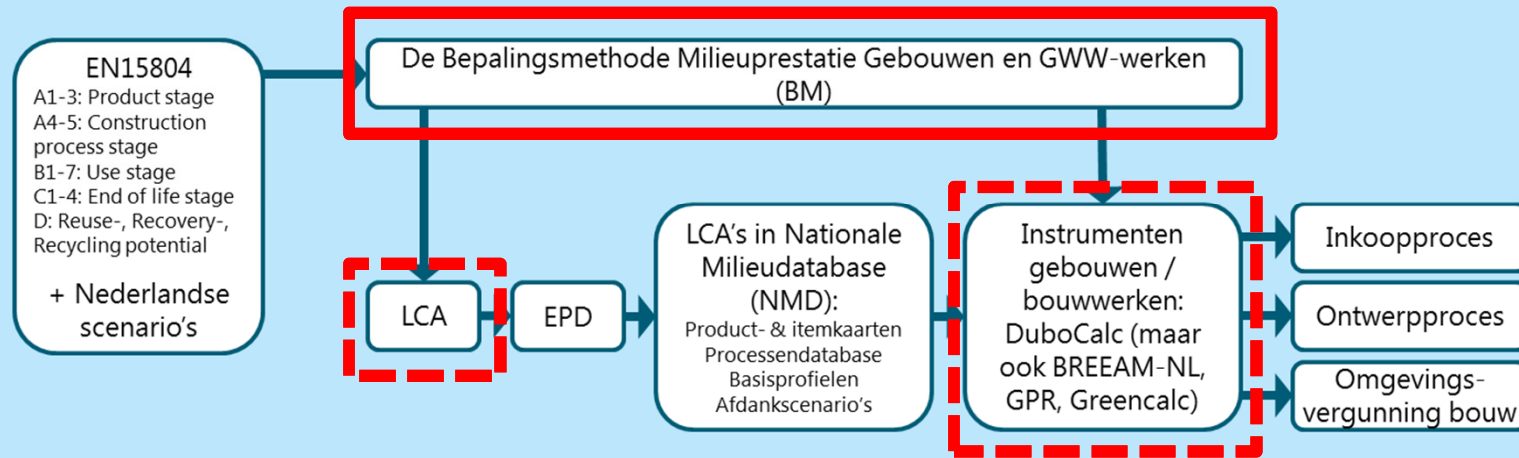 EN15804
A1-3: Product stage
A4-5: Construction
process stage
B1-7: Use stage
C1-4: End of life stage
D: Reuse-, Recovery-,
Recycling potential
+ Nederlandse
scenario’s
De Bepalingsmethode Milieuprestatie Gebouwen en GWW-werken
(BM)
LCA
EPD
LCA’s in Nationale
Milieudatabase
(NMD):
Product- & itemkaarten
Processendatabase
Basisprofielen
Afdankscenario’s
Instrumenten
gebouwen /
bouwwerken:
DuboCalc (maar
ook BREEAM-NL,
GPR, Greencalc)
Inkoopproces
Ontwerpproces
Omgevings-
vergunning bouw